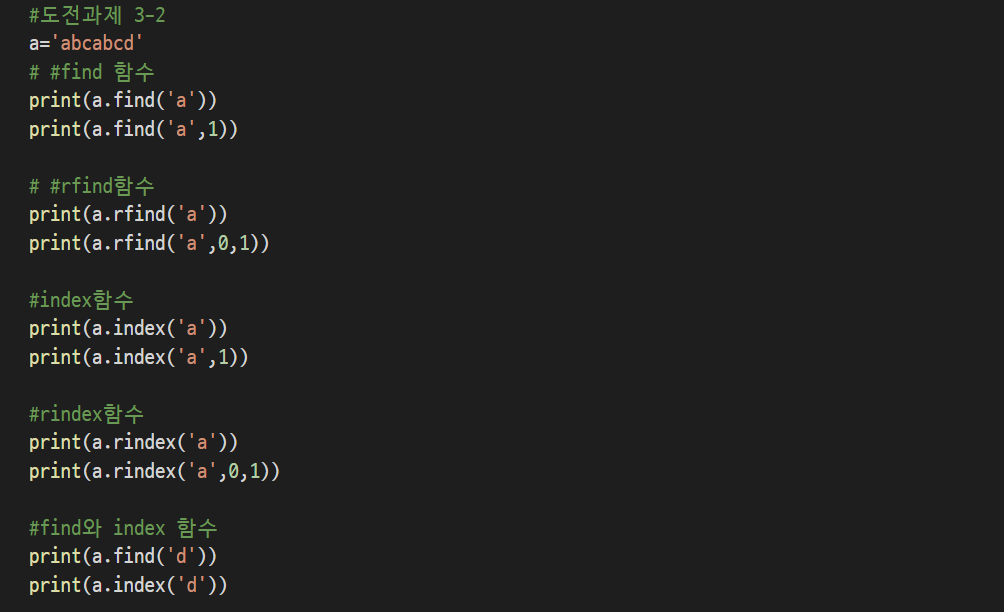 #도전과제 3-2
a='abcabcd'
# #find 함수
print(a.find('a'))
print(a.find('a',1))
# #rfind함수
print(a.rfind('a'))
print(a.rfind('a',0,1))
#index함수
print(a.index('a'))
print(a.index('a',1))
#rindex함수
print(a.rindex('a'))
print(a.rindex('a',0,1))
#find와 index 함수
print(a.find('d'))
print(a.index('d'))